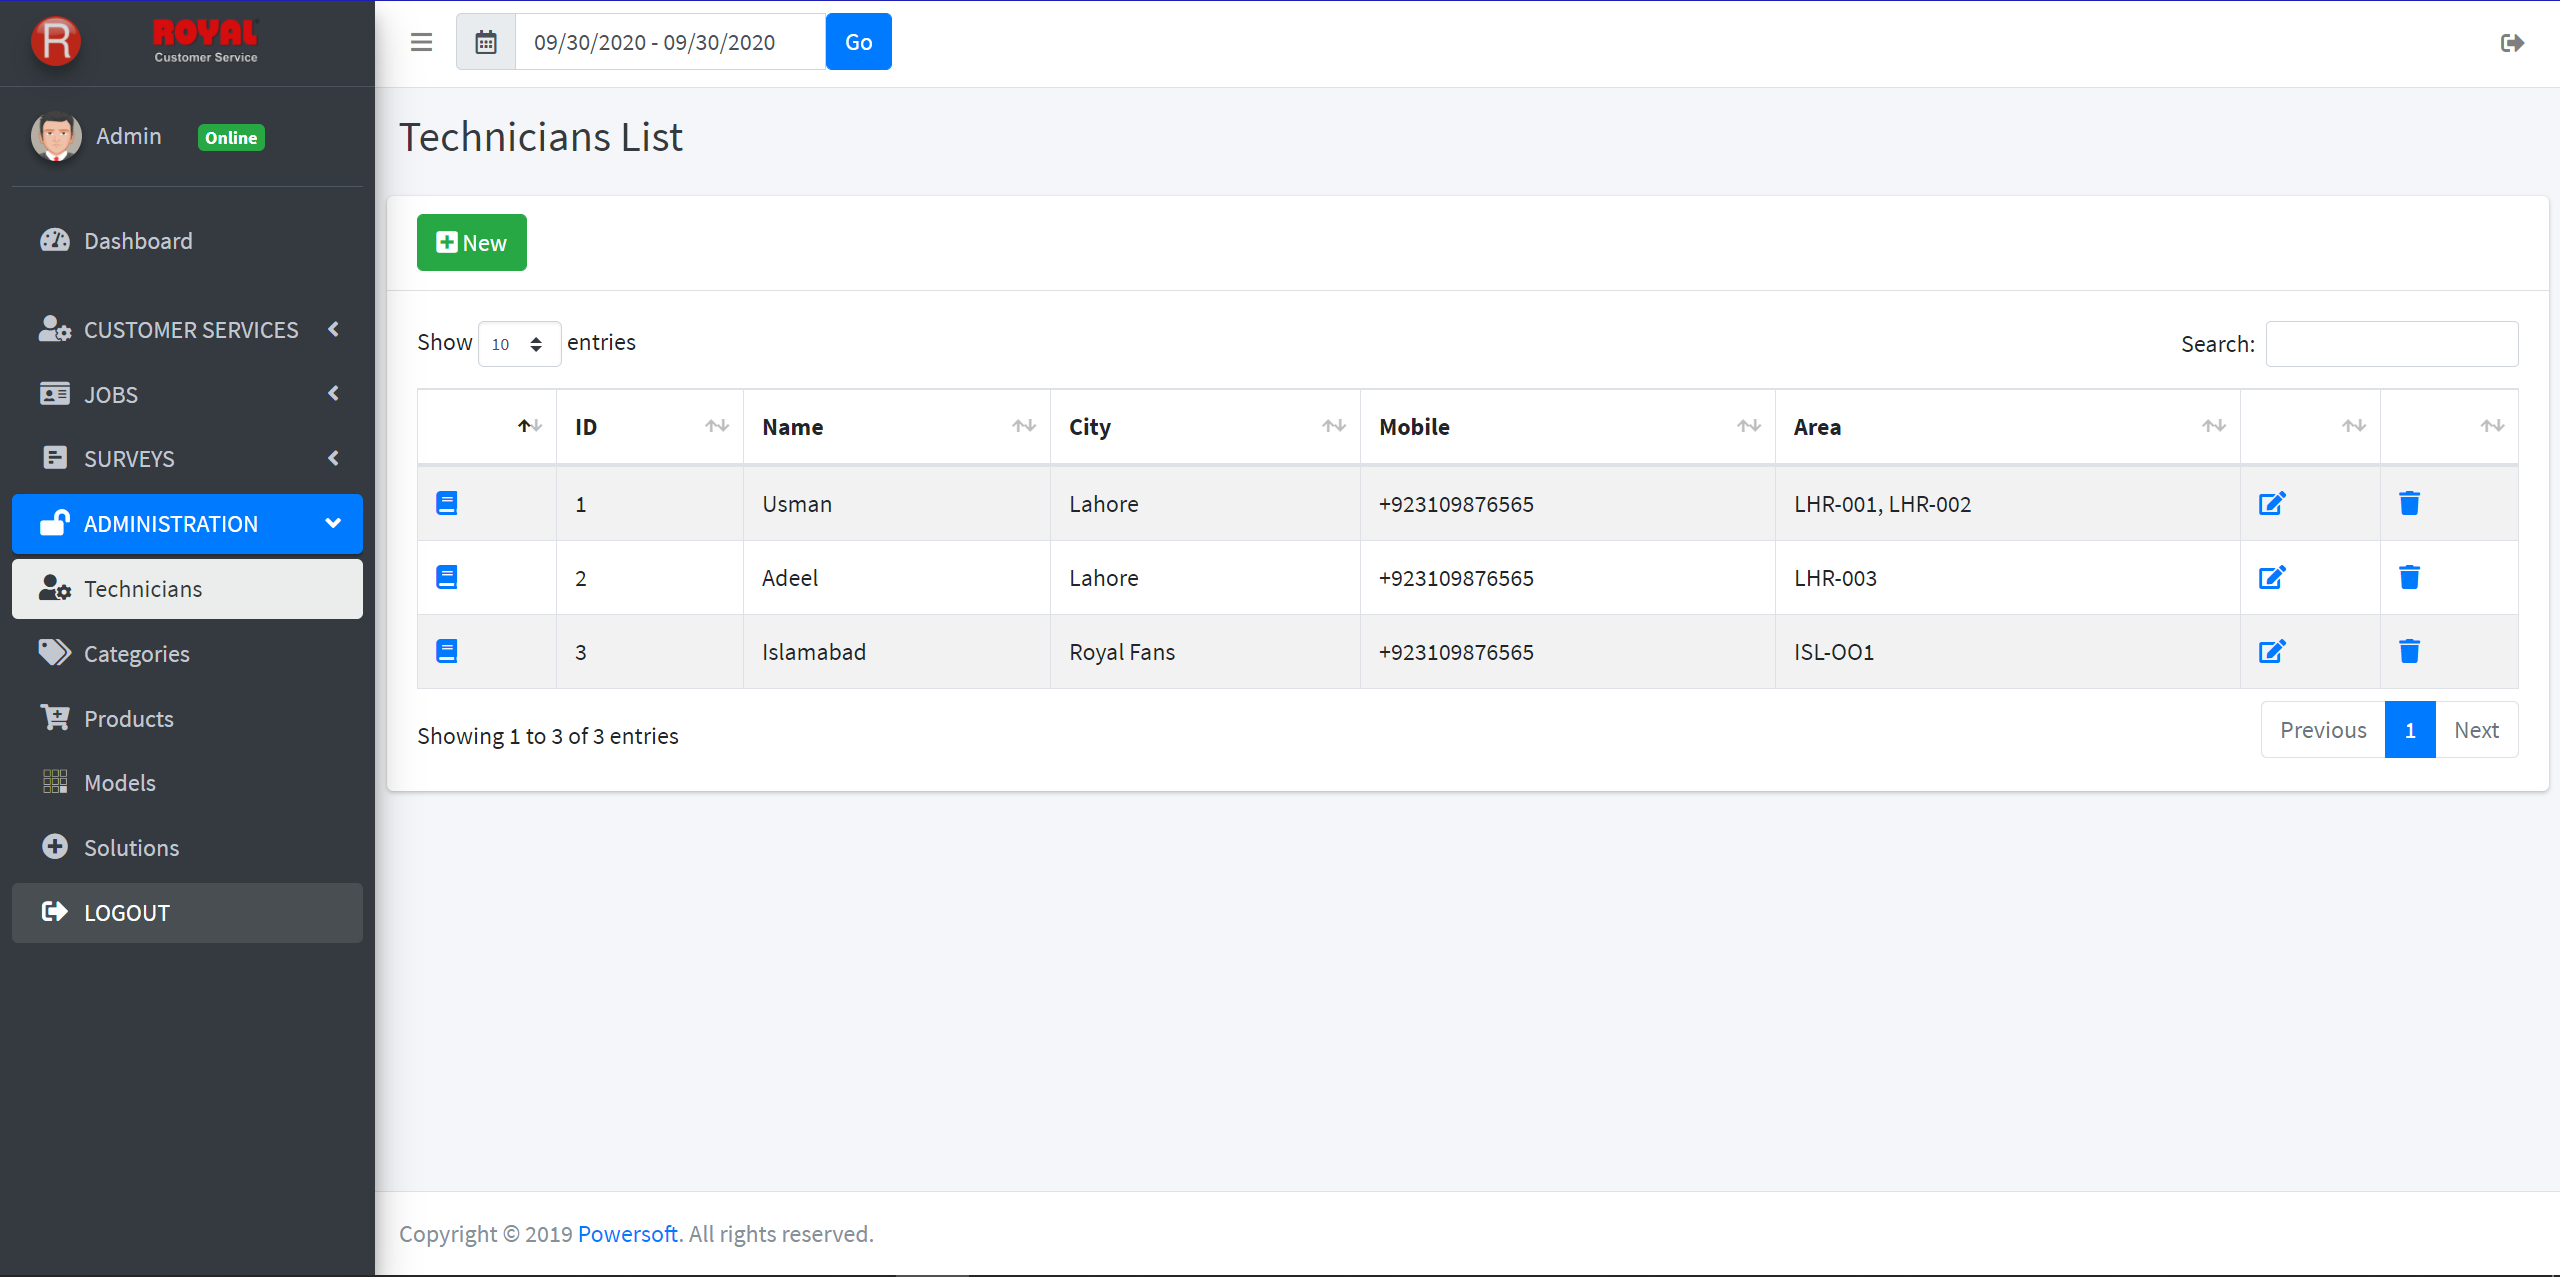 R ROYAL
Customer Service
09/30/2020 - 09/30/2020 Go
Admin Online
Technicians List
Dashboard
CUSTOMER SERVICES
JOBS
SURVEYS
ADMINISTRATION
Technicians
Categories
Products
Models
Solutions
LOGOUT
New
Show 10 entries Search:
ID Name City Mobile Area
1 Usman Lahore +923109876565 LHR-001, LHR-002
2 Adeel Lahore +923109876565 LHR-003
3 Islamabad Royal Fans +923109876565 ISL-OO1
Showing 1 to 3 of 3 entries Previous 1 Next
Copyright © 2019 Powersoft. All rights reserved.